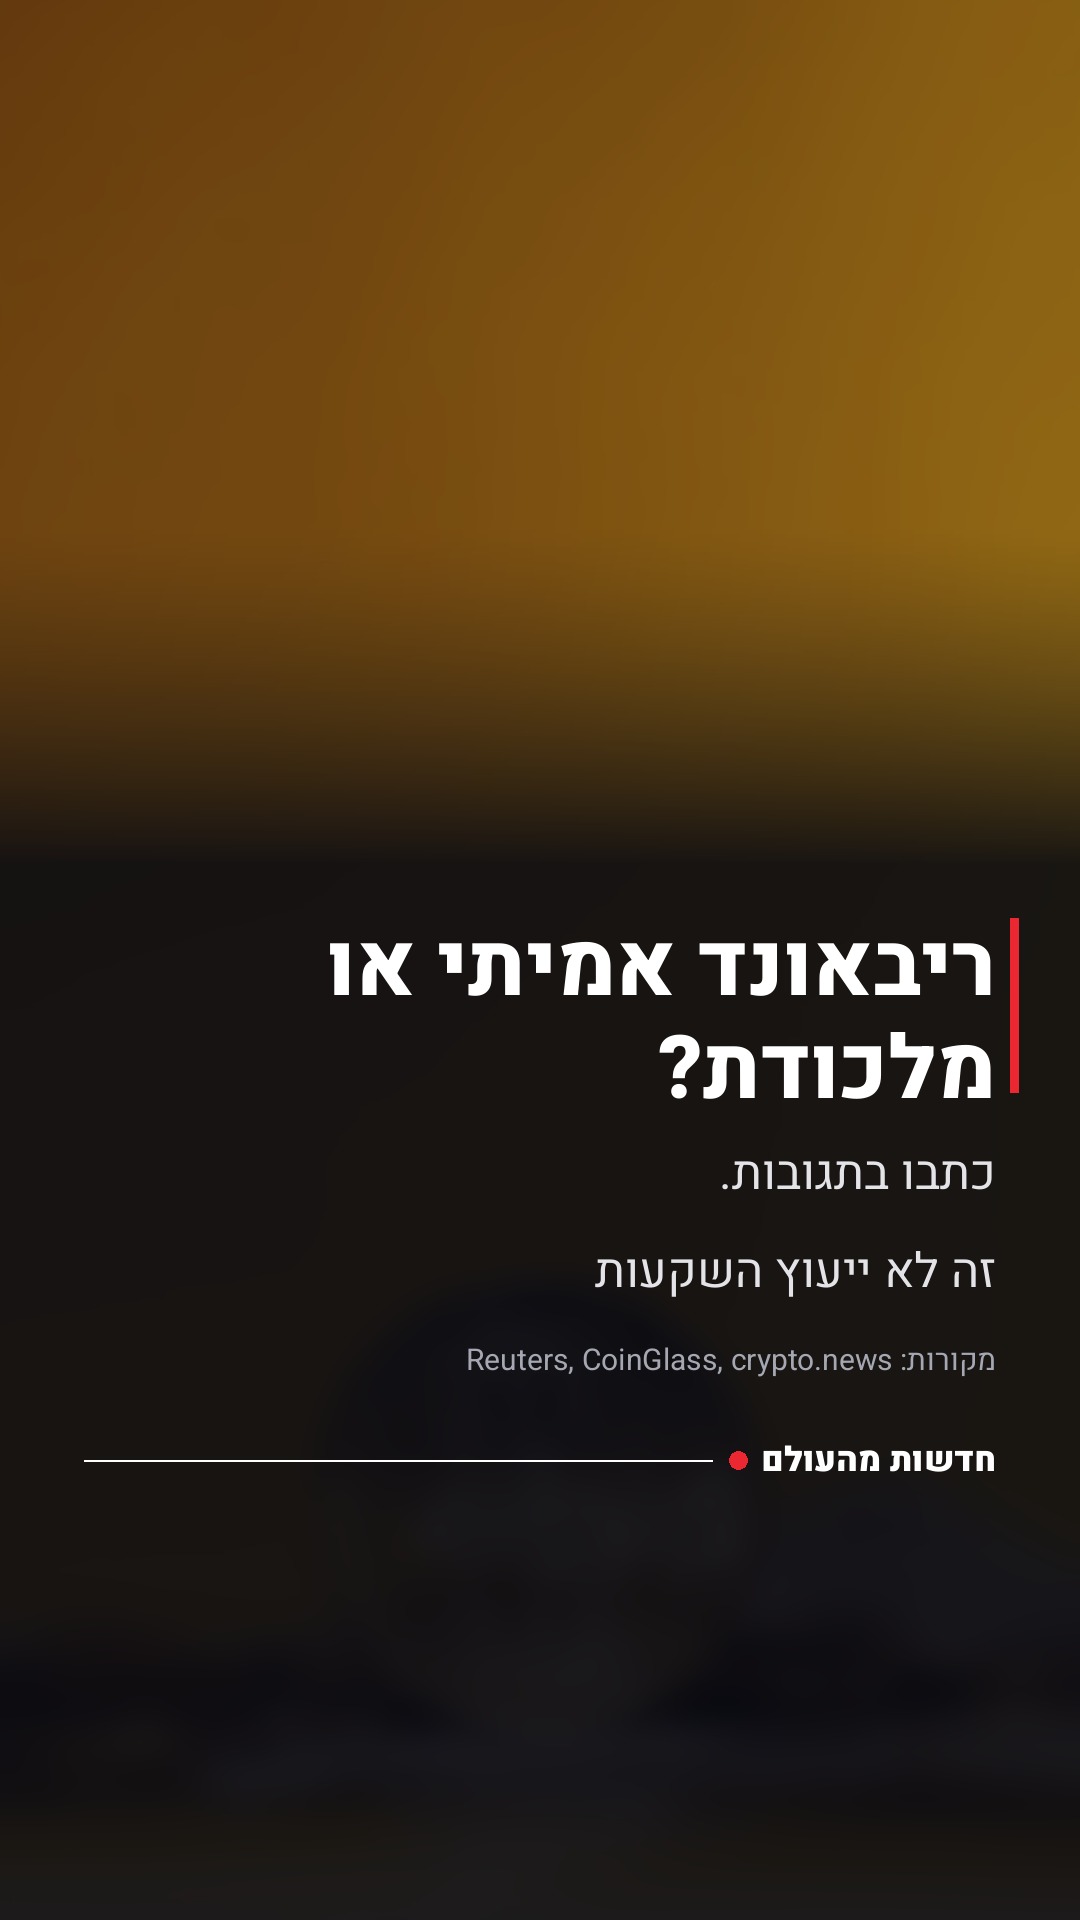 ריבאונד אמיתי או
מלכודת?
כתבו בתגובות.
זה לא ייעוץ השקעות
מקורות: Reuters, CoinGlass, crypto.news
חדשות מהעולם